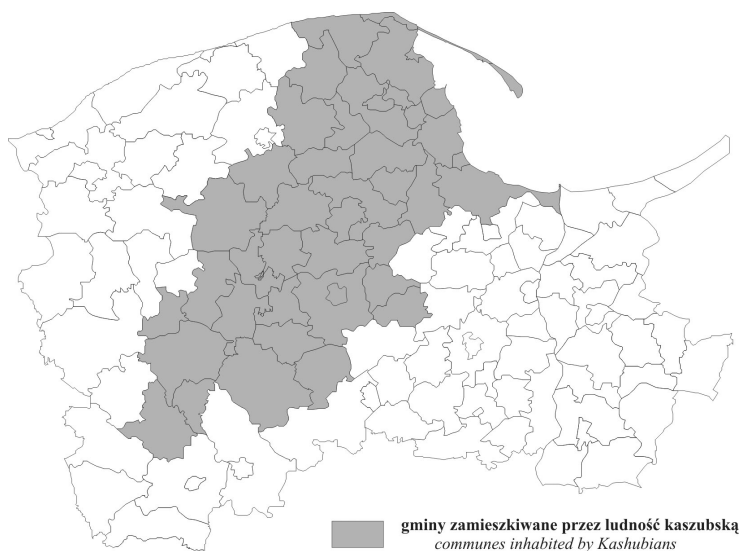 gminy zamieszkiwane przez ludność kaszubską
communes inhabited by Kashubians